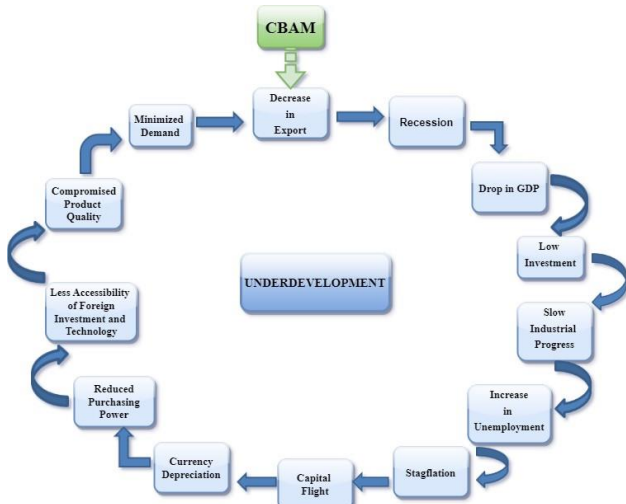 CBAM
Decrease
in
Export
Recession
Drop in GDP
Low
Investment
Slow
Industrial
Progress
Increase
in
Unemployment
Stagflation
Capital
Flight
Currency
Depreciation
Reduced
Purchasing
Power
Less Accessibility
of Foreign
Investment and
Technology
Compromised
Product
Quality
Minimized
Demand
UNDERDEVELOPMENT